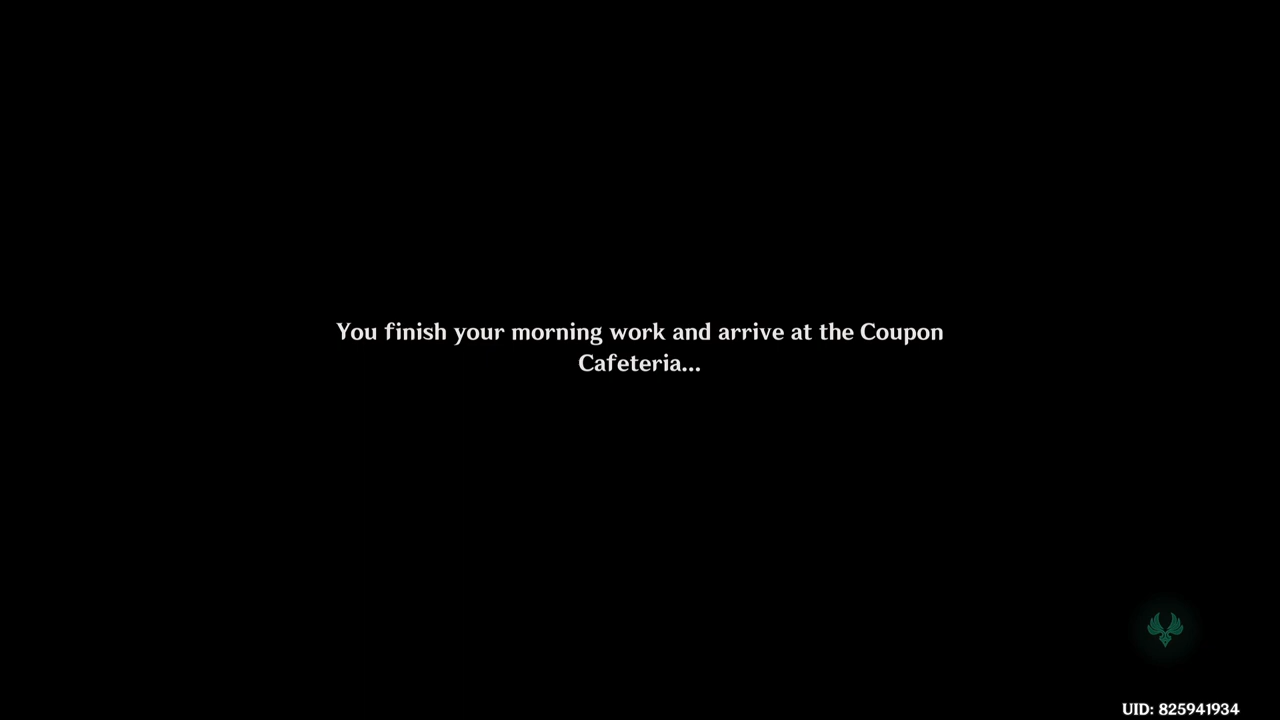 You finish your morning work and arrive at the Coupon
Cafeteria...
UID: 825941934